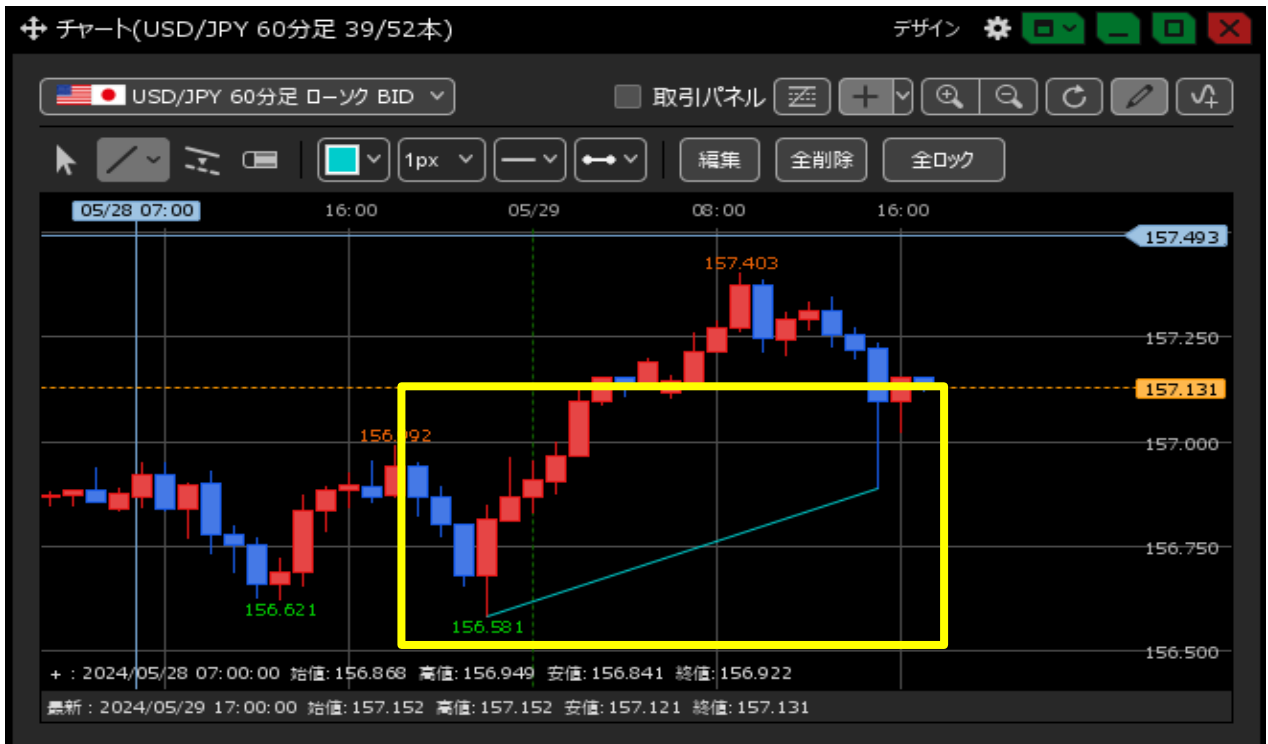 チャート(USD/JPY 60分足 39/52本)
デザイン
USD/JPY 60分足 ローソク BID
取引パネル
1px
編集
全削除
全ロック
05/28 07:00
16:00
05/29
08:00
16:00
157.493
157.403
157.250
157.131
156.992
157.000
156.750
156.621
156.581
156.500
+ : 2024/05/28 07:00:00 始値:156.868 高値:156.949 安値:156.841 終値:156.922
最新 : 2024/05/29 17:00:00 始値:157.152 高値:157.152 安値:157.121 終値:157.131